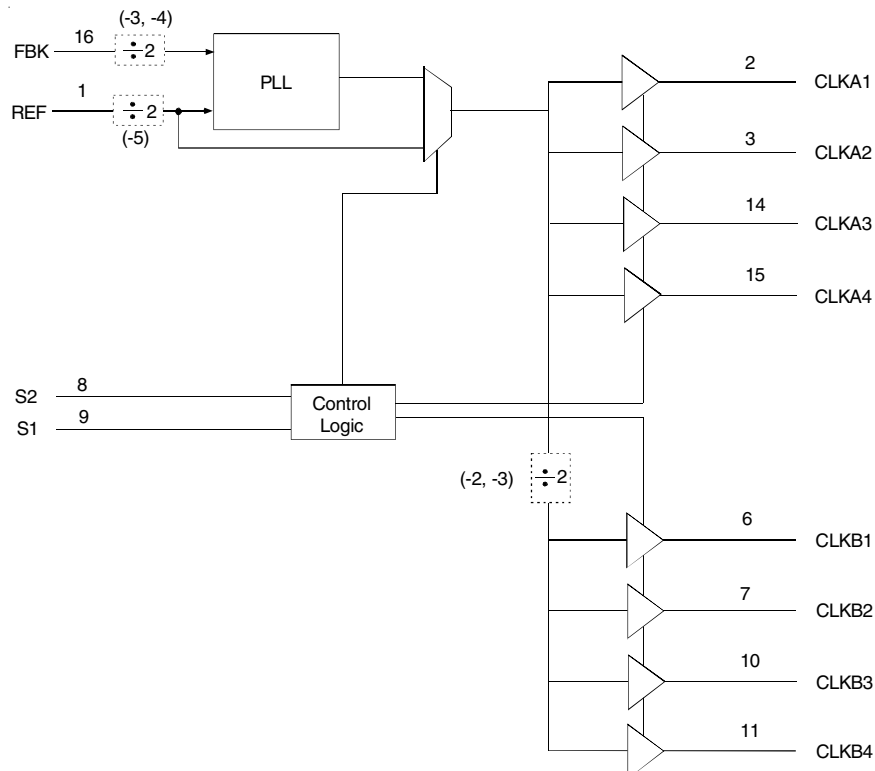 (-3, -4)
FBK 16 ÷2
PLL
REF 1 ÷2
(-5)
2 CLKA1
3 CLKA2
14 CLKA3
15 CLKA4
S2 8
S1 9
Control
Logic
(-2, -3) ÷2
6 CLKB1
7 CLKB2
10 CLKB3
11 CLKB4